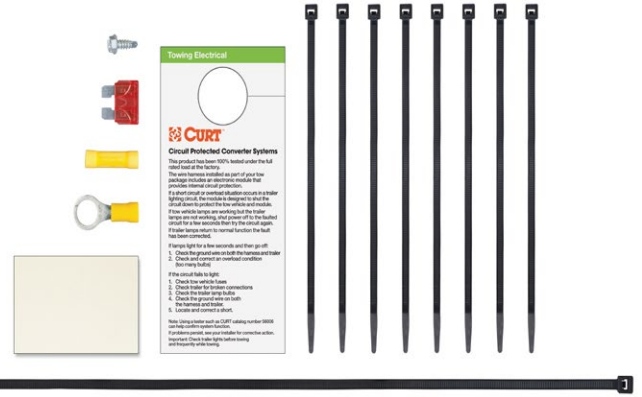 Towing Electrical
CURT
Circuit Protected Converter Systems
This product has been 100% tested under the full
rated load at the factory.
The wire harness installed as part of your tow
package includes an electronic module that
provides internal circuit protection.
If a short circuit or overload situation occurs in a trailer
lighting circuit, the module is designed to shut the
circuit down to protect the tow vehicle and module.
If tow vehicle lamps are working but the trailer
lamps are not working, shut power off to the faulted
circuit for a few seconds then try the circuit again.
If trailer lamps return to normal function the fault
has been corrected.
If lamps light for a few seconds and then go off:
1. Check the ground wire on both the harness and trailer
2. Check and correct an overload condition
(too many bulbs)
If the circuit fails to light:
1. Check tow vehicle fuses
2. Check trailer for broken connections
3. Check the trailer lamp bulbs
4. Check the ground wire on both
the harness and trailer.
5. Locate and correct a short.
Note: Using a tester such as CURT catalog number
can help confirm system function.
If problems persist, see your installer for corrective action.
Important: Check trailer lights before towing
and frequently while towing.